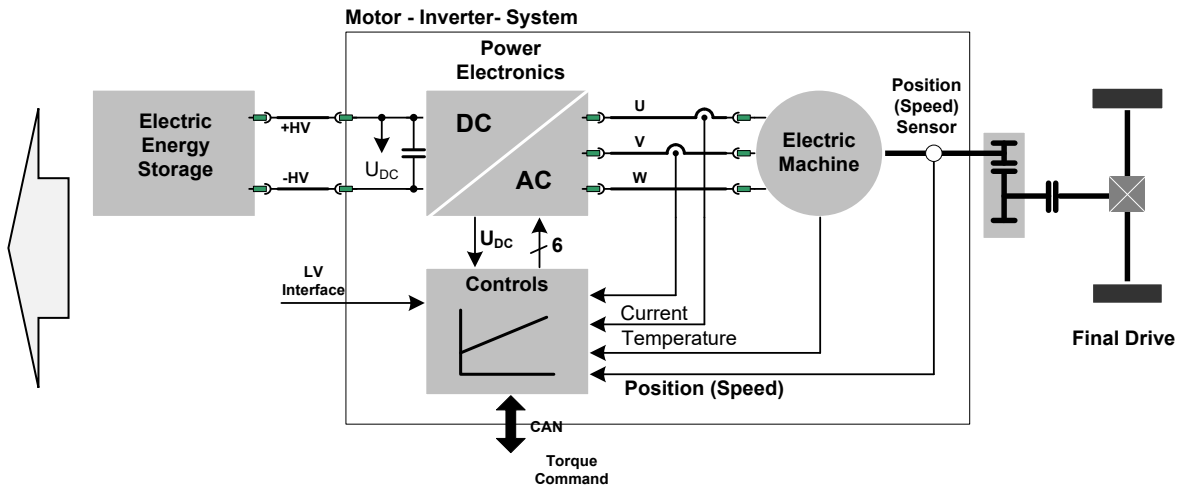 Motor - Inverter- System
Power
Electronics
Electric
Energy
Storage
+HV
-HV
U_DC
DC
AC
U
V
W
Electric
Machine
Position
(Speed)
Sensor
U_DC
6
LV
Interface
Controls
Current
Temperature
Position (Speed)
CAN
Torque
Command
Final Drive